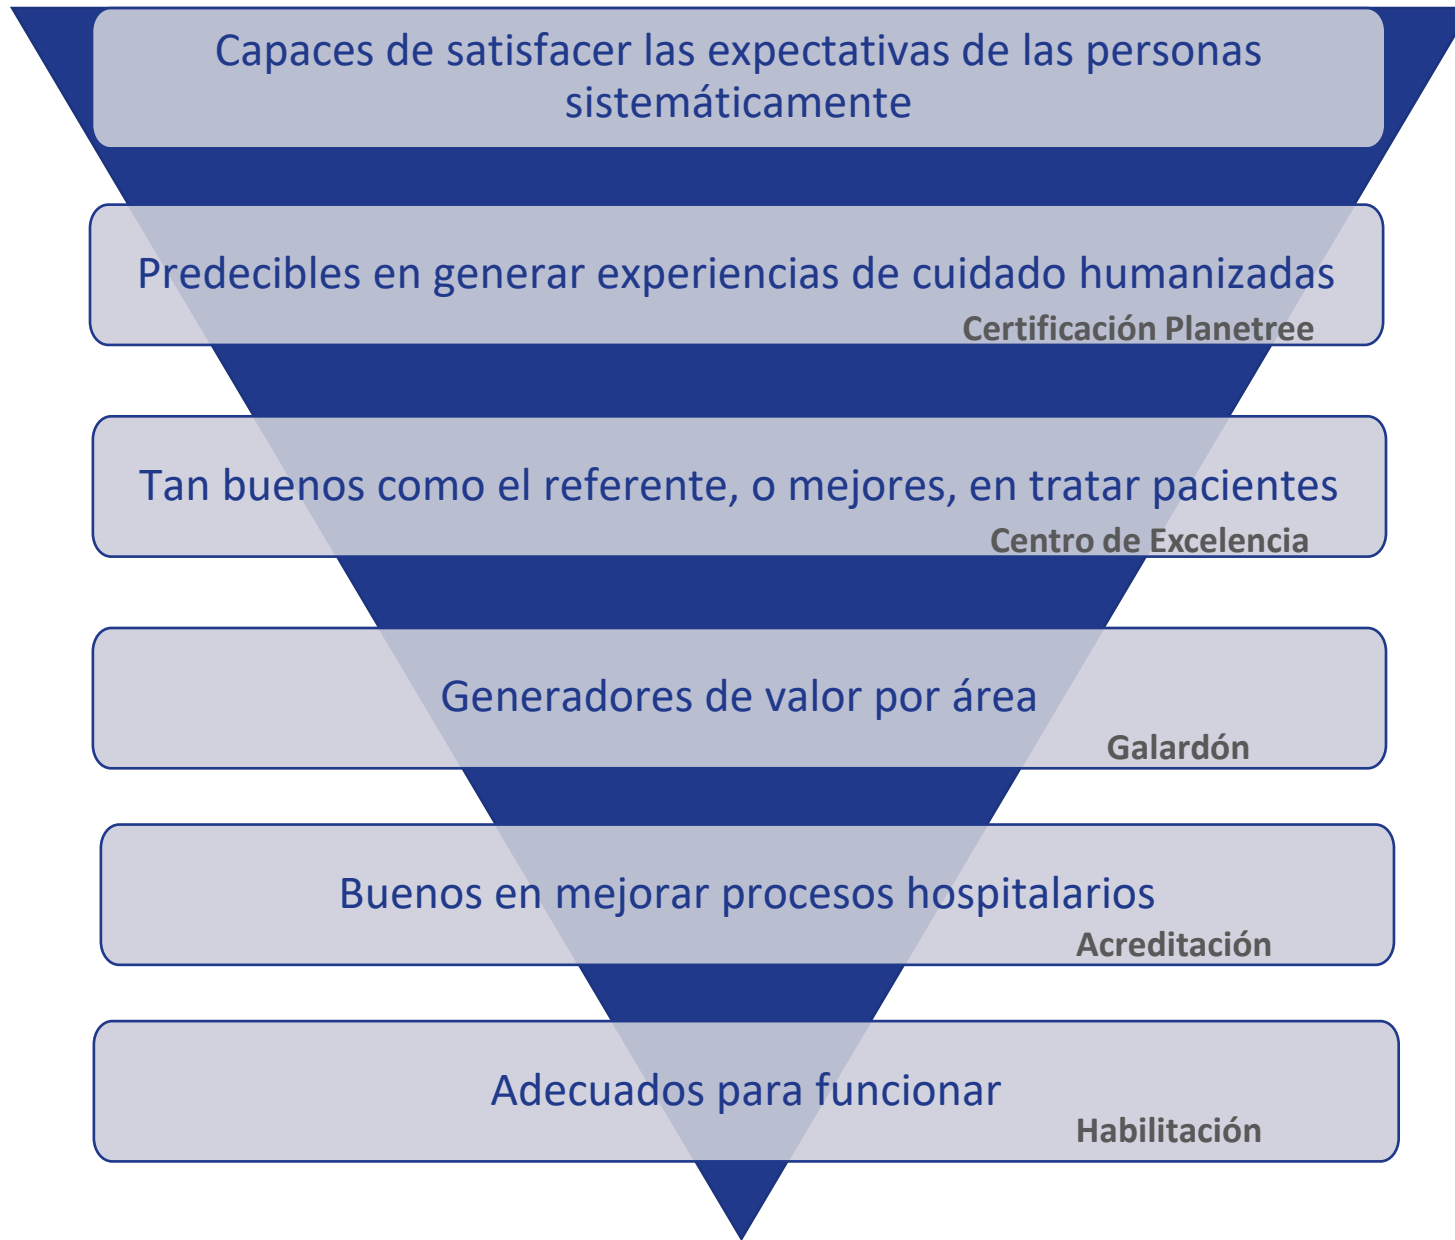 Capaces de satisfacer las expectativas de las personas
sistemáticamente
Predecibles en generar experiencias de cuidado humanizadas
Certificación Planetree
Tan buenos como el referente, o mejores, en tratar pacientes
Centro de Excelencia
Generadores de valor por área
Galardón
Buenos en mejorar procesos hospitalarios
Acreditación
Adecuados para funcionar
Habilitación